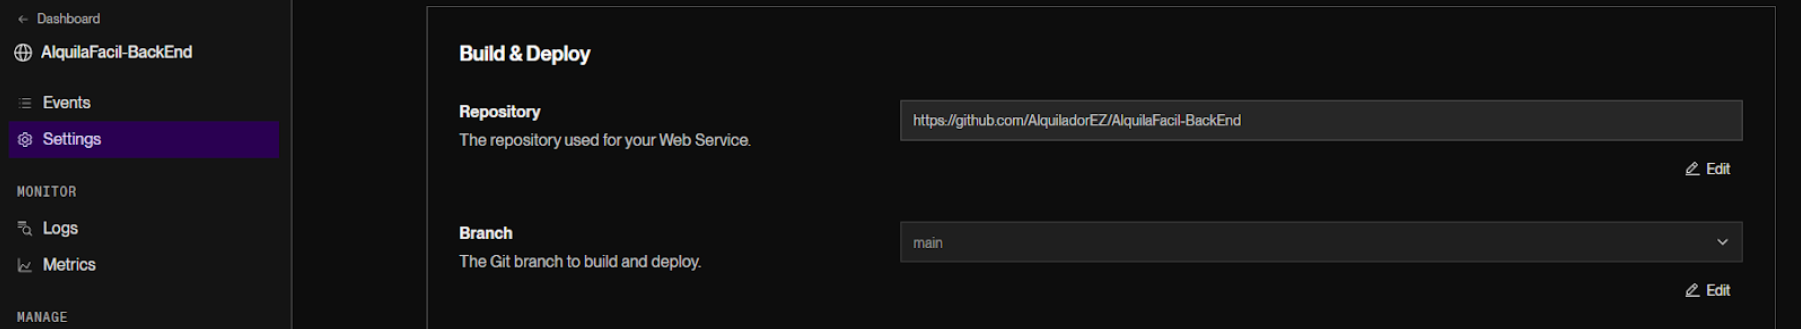 ← Dashboard
AlquilaFacil-BackEnd
Events
Settings
MONITOR
Logs
Metrics
MANAGE
Build & Deploy
Repository
The repository used for your Web Service.
https://github.com/AlquiladorEZ/AlquilaFacil-BackEnd
Edit
Branch
The Git branch to build and deploy.
main
Edit